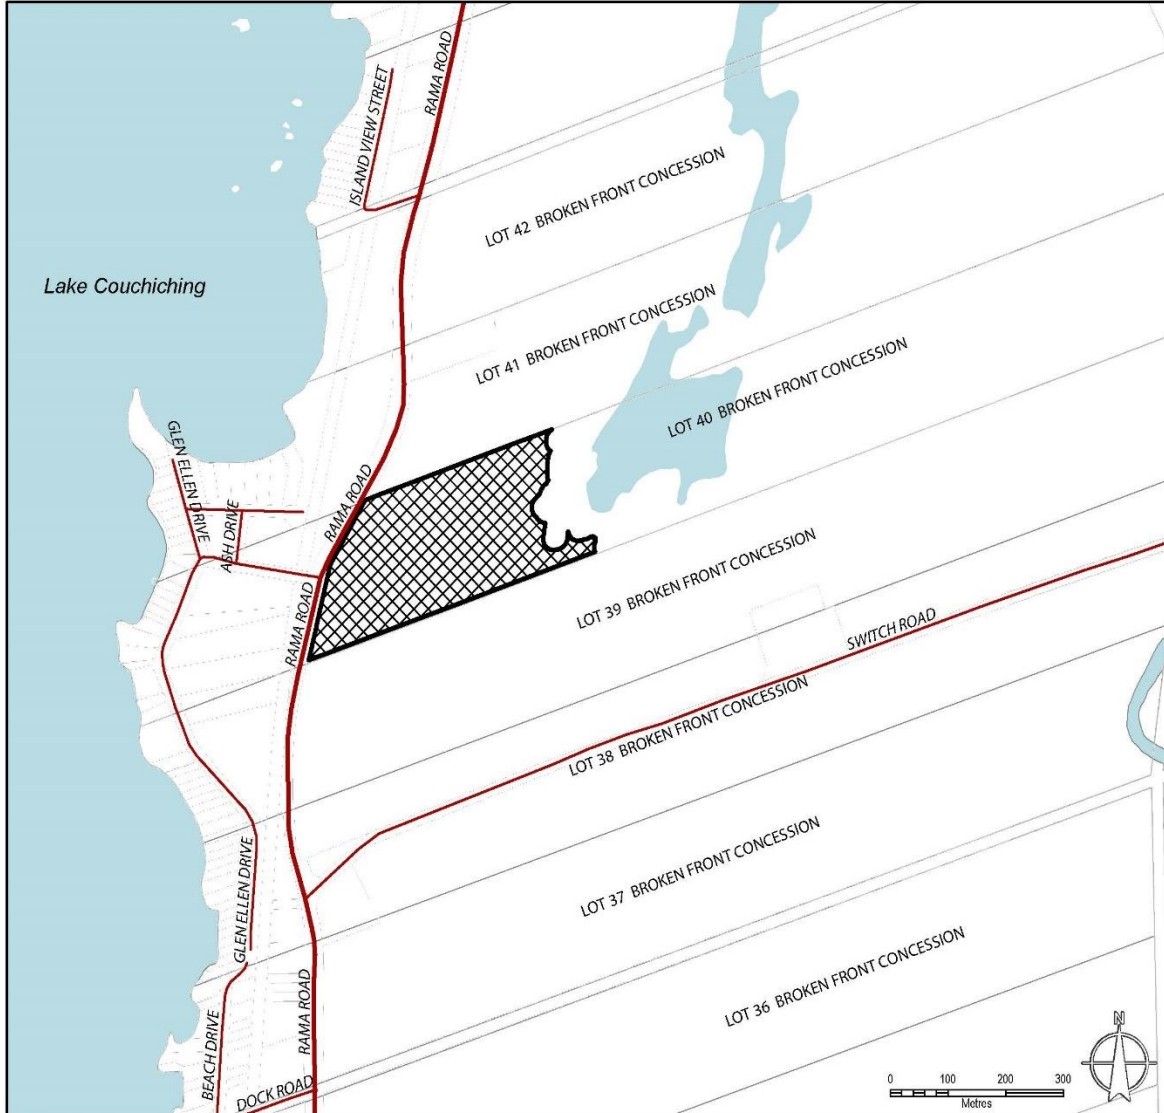 RAMA ROAD
ISLAND VIEW STREET
LOT 42 BROKEN FRONT CONCESSION
Lake Couchiching
LOT 41 BROKEN FRONT CONCESSION
LOT 40 BROKEN FRONT CONCESSION
GLEN ELLEN DRIVE
RAMA ROAD
ASH DRIVE
LOT 39 BROKEN FRONT CONCESSION
RAMA ROAD
SWITCH ROAD
LOT 38 BROKEN FRONT CONCESSION
LOT 37 BROKEN FRONT CONCESSION
GLEN ELLEN DRIVE
LOT 36 BROKEN FRONT CONCESSION
RAMA ROAD
BEACH DRIVE
DOCK ROAD
N
0 100 200 300
Metres